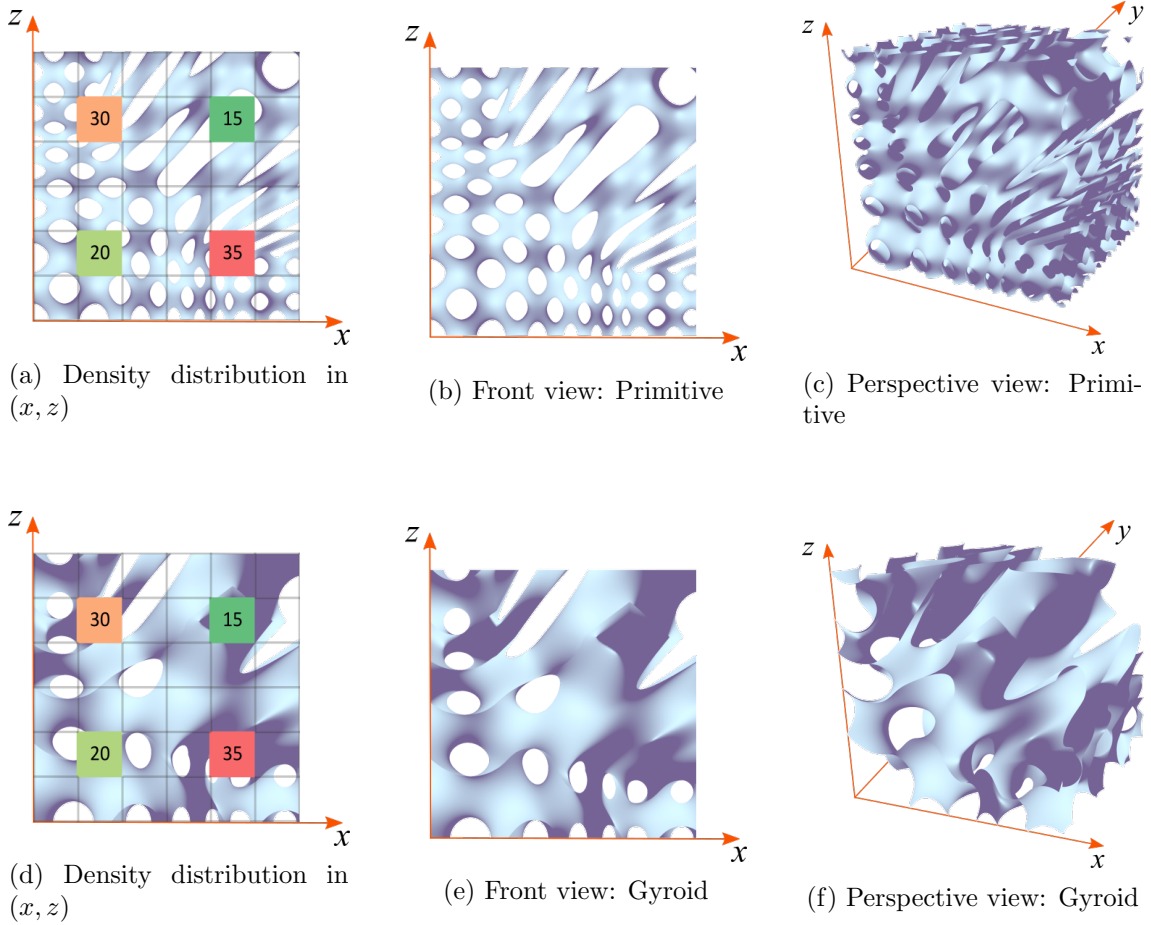 z
30
15
20
35
x
(a) Density distribution in
(x, z)
z
x
(b) Front view: Primitive
z
y
x
(c) Perspective view: Primi-
tive
z
30
15
20
35
x
(d) Density distribution in
(x, z)
z
x
(e) Front view: Gyroid
z
y
x
(f) Perspective view: Gyroid